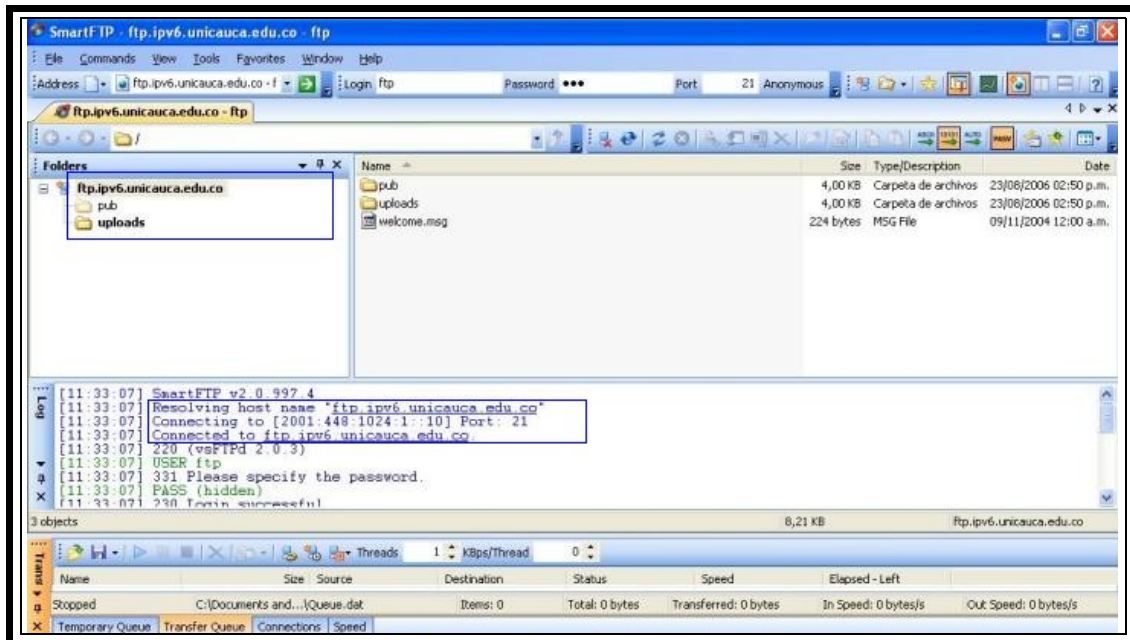 SmartFTP - ftp.ipv6.unicauca.edu.co - ftp
File Commands View Tools Favorites Window Help
Address ftp.ipv6.unicauca.edu.co - f Login ftp Password ●●● Port 21 Anonymous
ftp.ipv6.unicauca.edu.co - ftp
/
Folders
ftp.ipv6.unicauca.edu.co
pub
uploads
Name Size Type/Description Date
pub 4,00 KB Carpeta de archivos 23/08/2006 02:50 p.m.
uploads 4,00 KB Carpeta de archivos 23/08/2006 02:50 p.m.
welcome.msg 224 bytes MSG File 09/11/2004 12:00 a.m.
Log
[11:33:07] SmartFTP v2.0.997.4
[11:33:07] Resolving host name "ftp.ipv6.unicauca.edu.co"
[11:33:07] Connecting to [2001:448:1024:1::10] Port: 21
[11:33:07] Connected to ftp.ipv6.unicauca.edu.co.
[11:33:07] 220 (vsFTPd 2.0.3)
[11:33:07] USER ftp
[11:33:07] 331 Please specify the password.
[11:33:07] PASS (hidden)
[11:33:07] 230 Login successful
3 objects 8,21 KB ftp.ipv6.unicauca.edu.co
Threads 1 KBps/Thread 0
Trans
Name Size Source Destination Status Speed Elapsed - Left
Stopped C:\Documents and...\Queue.dat Items: 0 Total: 0 bytes Transferred: 0 bytes In Speed: 0 bytes/s Out Speed: 0 bytes/s
Temporary Queue Transfer Queue Connections Speed